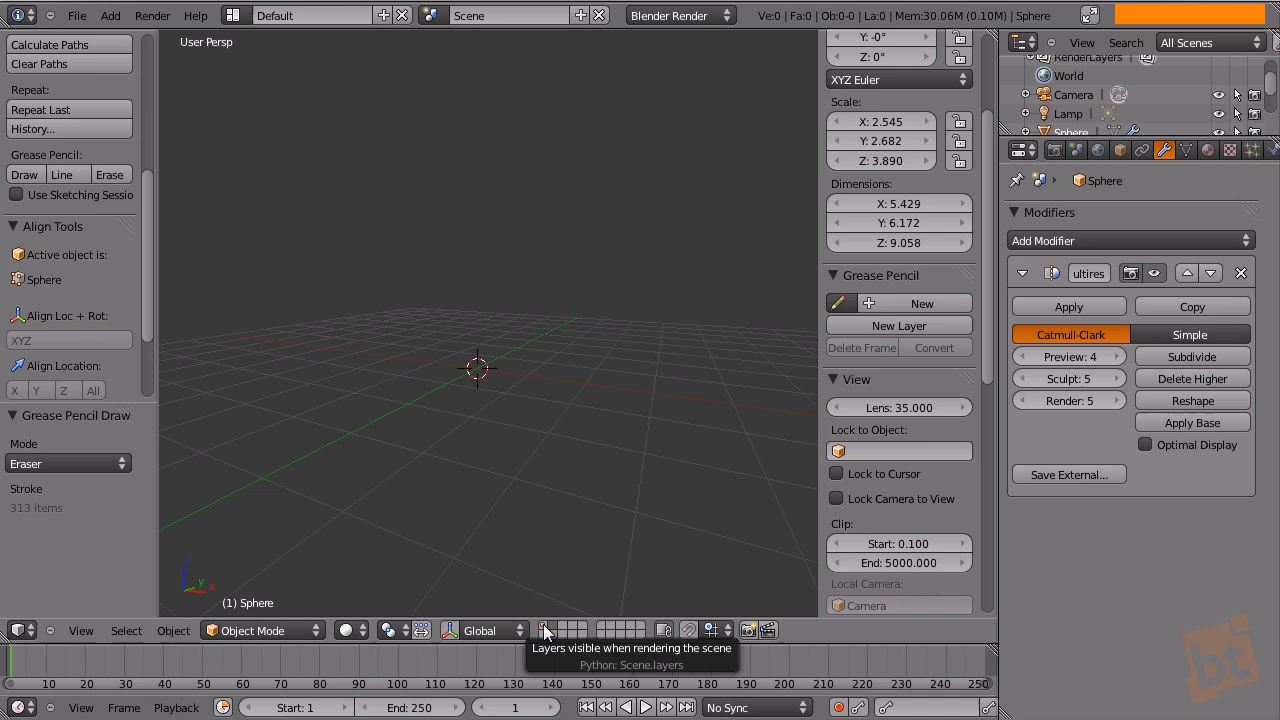 File Add Render Help Default Scene Blender Render Ve:0 | Fa:0 | Ob:0-0 | La:0 | Mem:30.06M (0.10M) | Sphere
Calculate Paths
Clear Paths
Repeat:
Repeat Last
History...
Grease Pencil:
Draw Line Erase
Use Sketching Sessio
Align Tools
Active object is:
Sphere
Align Loc + Rot:
XYZ
Align Location:
X Y Z All
Grease Pencil Draw
Mode
Eraser
Stroke
313 items
User Persp
z
y
x
(1) Sphere
Y: -0°
Z: 0°
XYZ Euler
Scale:
X: 2.545
Y: 2.682
Z: 3.890
Dimensions:
X: 5.429
Y: 6.172
Z: 9.058
Grease Pencil
New
New Layer
Delete Frame Convert
View
Lens: 35.000
Lock to Object:
Lock to Cursor
Lock Camera to View
Clip:
Start: 0.100
End: 5000.000
Local Camera:
Camera
View Search All Scenes
RenderLayers
World
Camera
Lamp
Sphere
Sphere
Modifiers
Add Modifier
ultires
Apply Copy
Catmull-Clark Simple
Preview: 4 Subdivide
Sculpt: 5 Delete Higher
Render: 5 Reshape
Apply Base
Optimal Display
Save External...
View Select Object Object Mode Global
Layers visible when rendering the scene
Python: Scene.layers
10 20 30 40 50 60 70 80 90 100 110 120 130 140 150 160 170 180 190 200 210 220 230 240 250
View Frame Playback Start: 1 End: 250 1 No Sync
bt